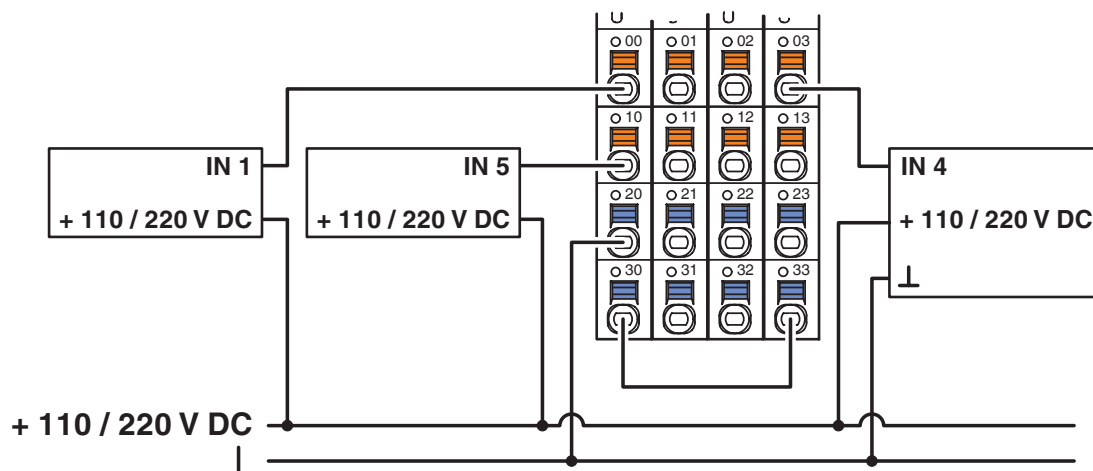 00 01 02 03
10 11 12 13
IN 1
IN 5
IN 4
20 21 22 23
+ 110 / 220 V DC
+ 110 / 220 V DC
+ 110 / 220 V DC
30 31 32 33
+ 110 / 220 V DC